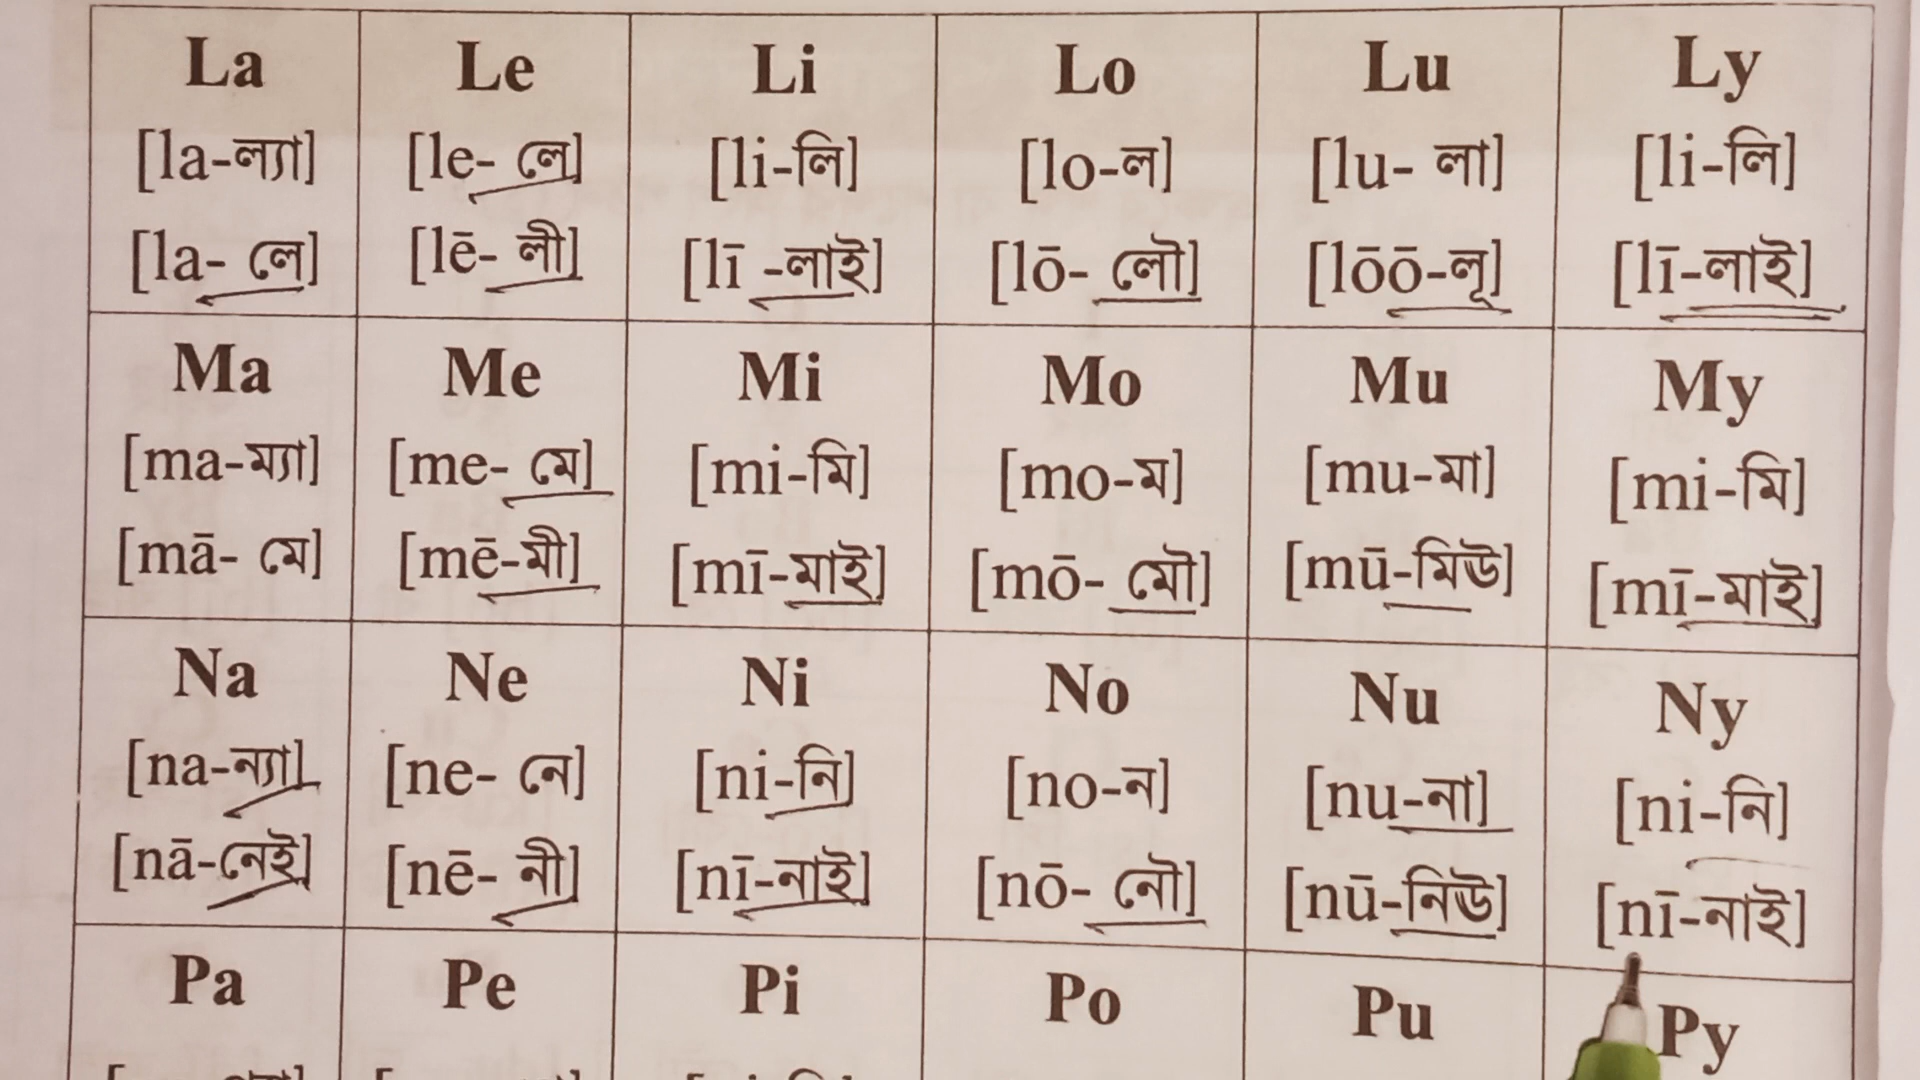 La Le Li Lo Lu Ly
[la-ল্যা] [le- লে] [li-লি] [lo-ল] [lu- লা] [li-লি]
[la- লে] [lē- লী] [lī -লাই] [lō- লৌ] [lōō-লূ] [lī-লাই]
Ma Me Mi Mo Mu My
[ma-ম্যা] [me- মে] [mi-মি] [mo-ম] [mu-মা] [mi-মি]
[mā- মে] [mē-মী] [mī-মাই] [mō- মৌ] [mū-মিউ] [mī-মাই]
Na Ne Ni No Nu Ny
[na-ন্যা] [ne- নে] [ni-নি] [no-ন] [nu-না] [ni-নি]
[nā-নেই] [nē- নী] [nī-নাই] [nō- নৌ] [nū-নিউ] [nī-নাই]
Pa Pe Pi Po Pu Py